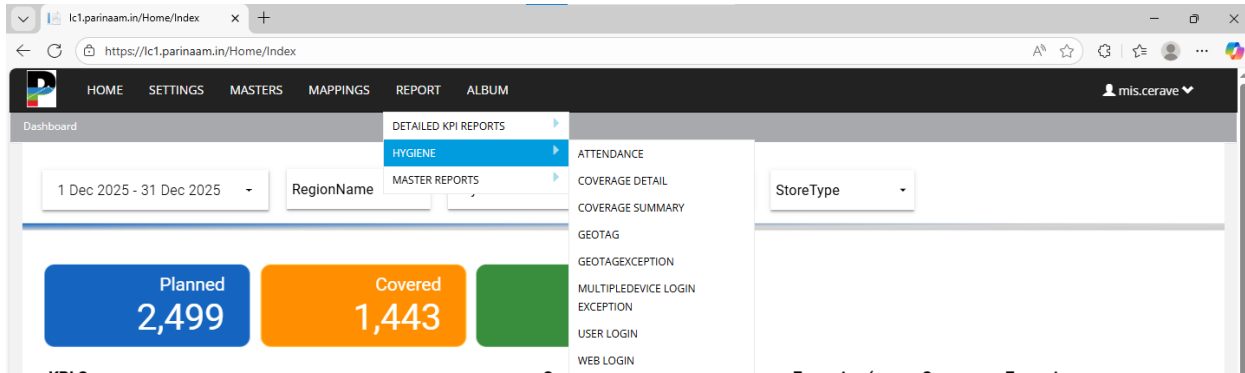 lc1.parinaam.in/Home/Index
https://lc1.parinaam.in/Home/Index
HOME SETTINGS MASTERS MAPPINGS REPORT ALBUM mis.cerave
Dashboard
DETAILED KPI REPORTS
HYGIENE
MASTER REPORTS
ATTENDANCE
COVERAGE DETAIL
COVERAGE SUMMARY
GEOTAG
GEOTAGEXCEPTION
MULTIPLEDEVICE LOGIN
EXCEPTION
USER LOGIN
WEB LOGIN
1 Dec 2025 - 31 Dec 2025 RegionName StoreType
Planned
2,499
Covered
1,443